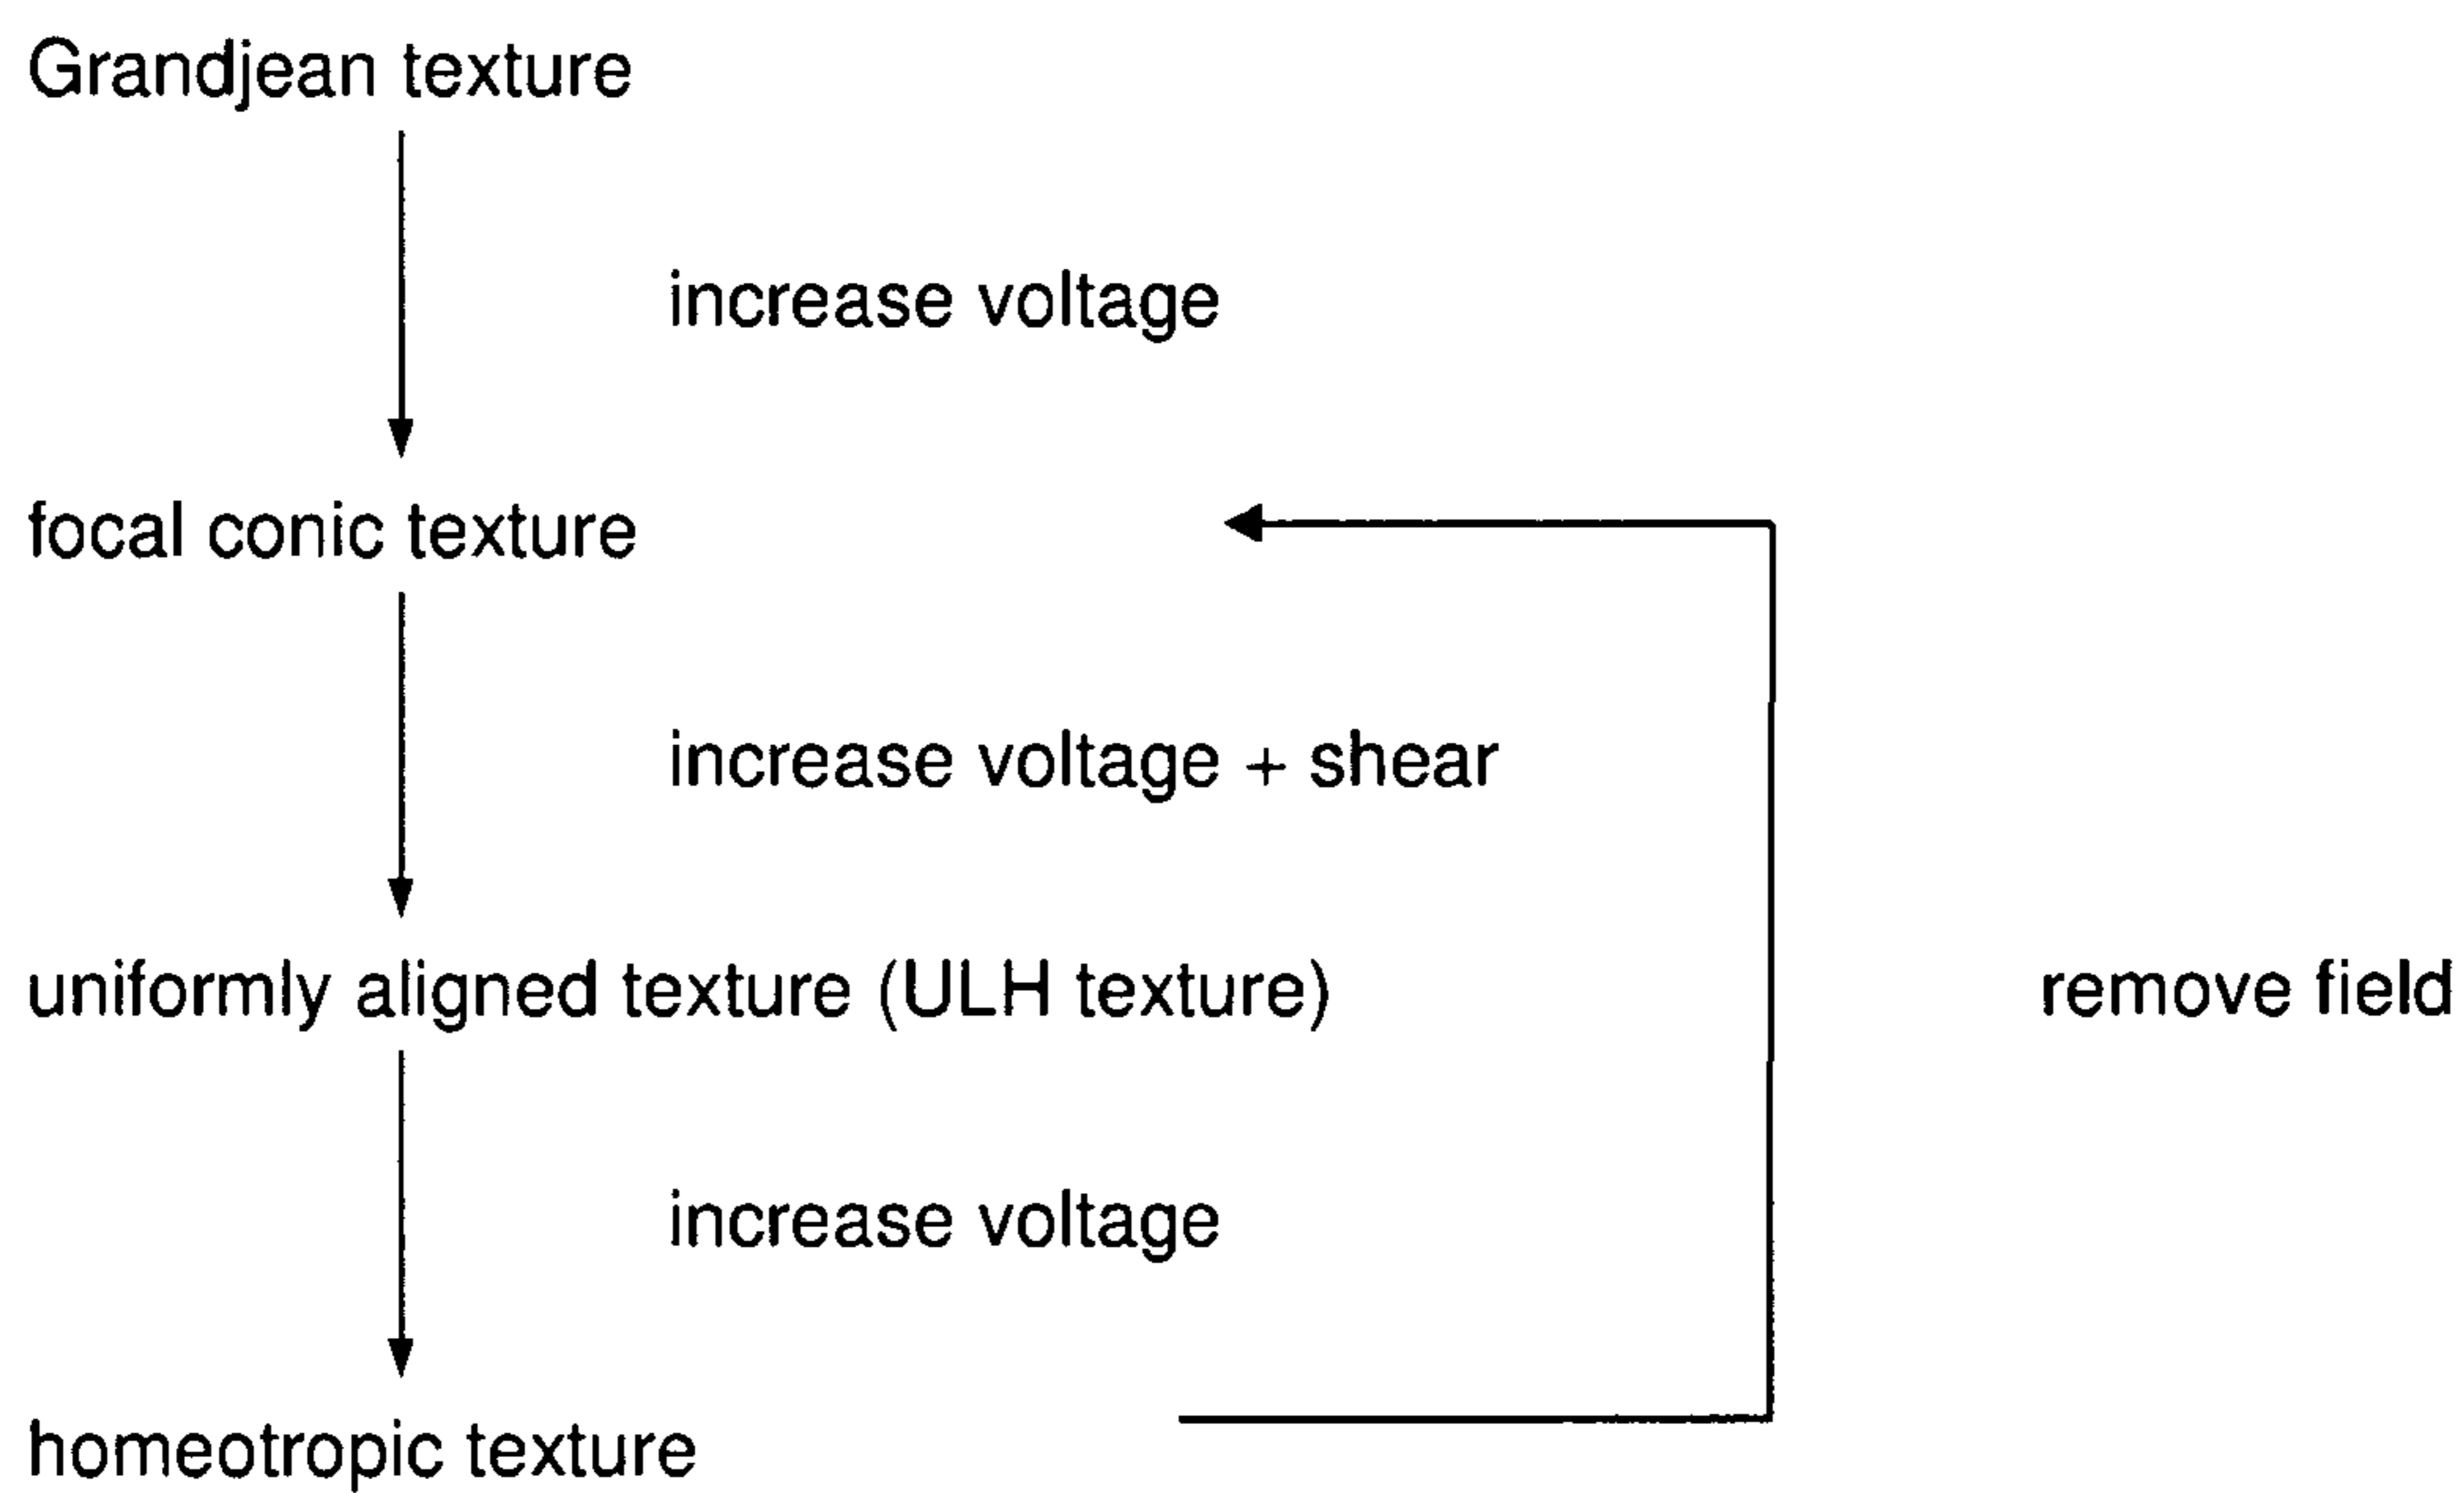 Grandjean texture
increase voltage
focal conic texture
increase voltage + shear
uniformly aligned texture (ULH texture)
remove field
increase voltage
homeotropic texture